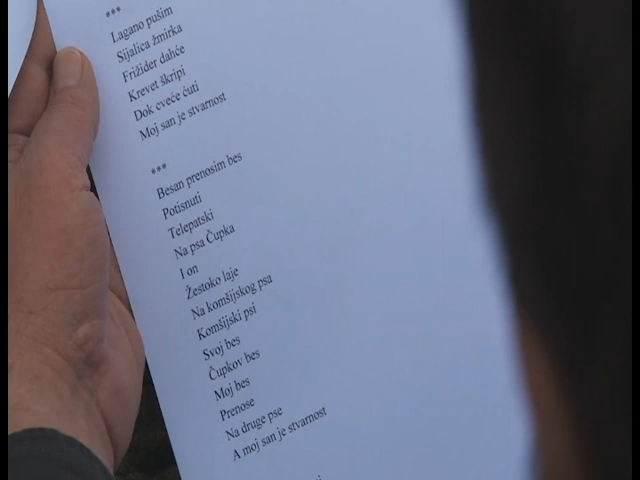 ***
Lagano pušim
Sijalica žmirka
Frižider dahće
Krevet škripi
Dok cveće ćuti
Moj san je stvarnost
***
Besan prenosim bes
Potisnuti
Telepatski
Na psa Čupka
I on
Žestoko laje
Na komšijskog psa
Komšijski psi
Svoj bes
Čupkov bes
Moj bes
Prenose
Na druge pse
A moj san je stvarnost